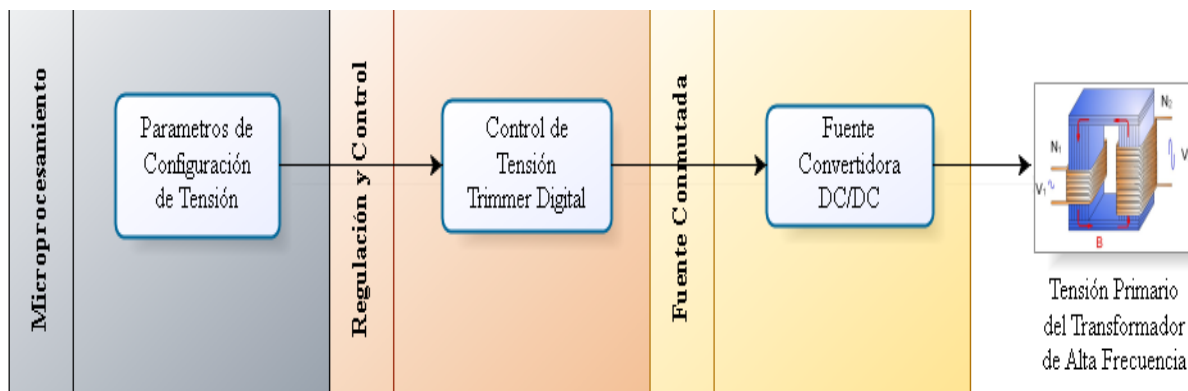 Microprocesamiento
Parametros de
Configuración
de Tensión
Regulación y Control
Control de
Tensión
Trimmer Digital
Fuente Conmutada
Fuente
Convertidora
DC/DC
N₁
N₂
V₁
V
B
Tensión Primario
del Transformador
de Alta Frecuencia